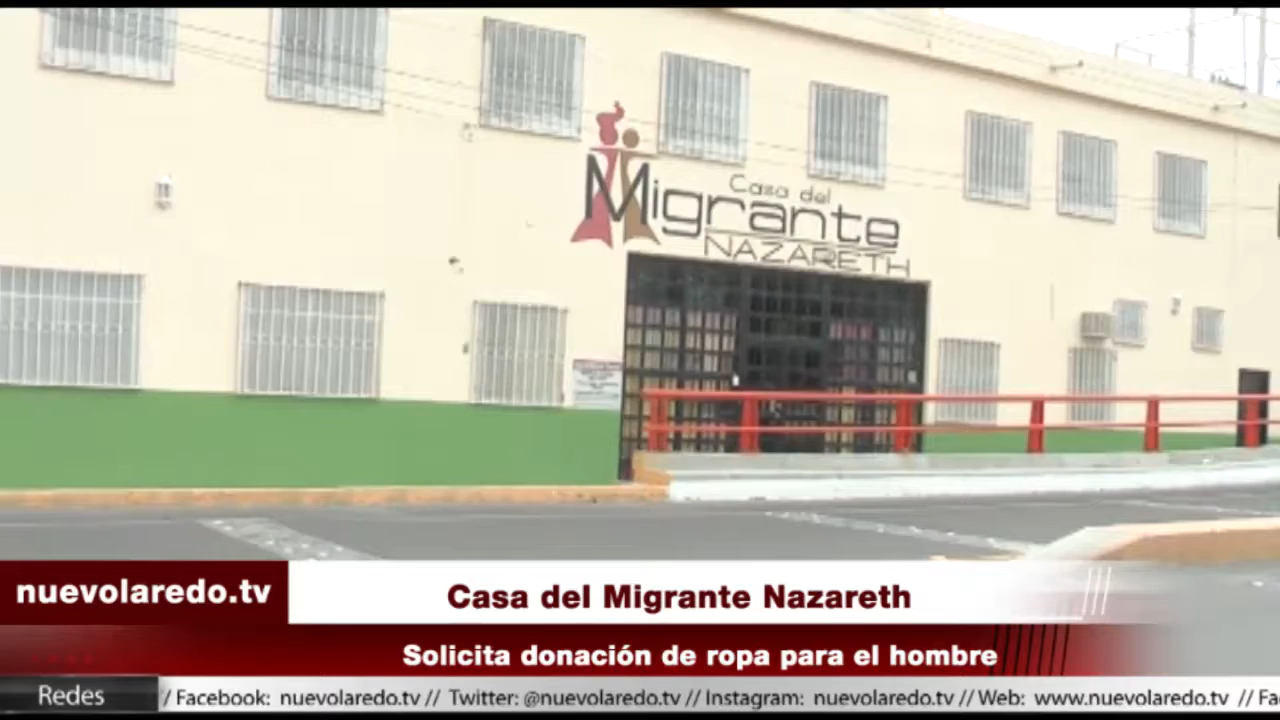 Casa del
Migrante
NAZARETH
nuevolaredo.tv
Casa del Migrante Nazareth
Solicita donación de ropa para el hombre
Redes
/ Facebook: nuevolaredo.tv // Twitter: @nuevolaredo.tv // Instagram: nuevolaredo.tv // Web: www.nuevolaredo.tv // Fa